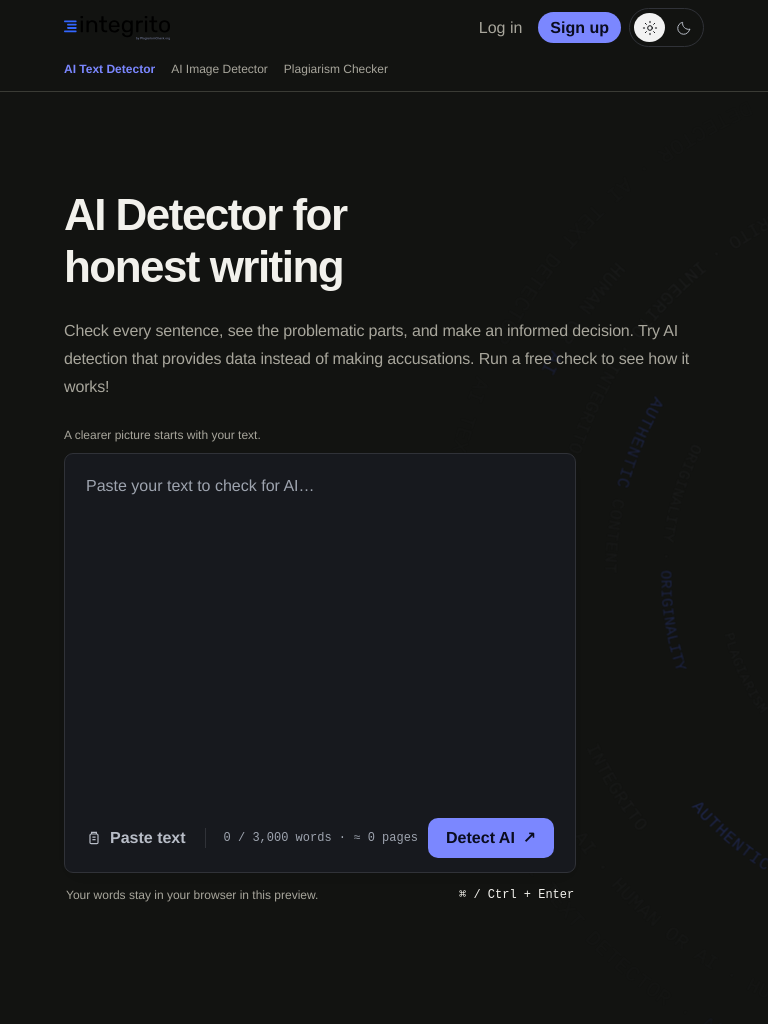 integrito
Log in
Sign up
AI Text Detector
AI Image Detector
Plagiarism Checker
AI Detector for
honest writing
Check every sentence, see the problematic parts, and make an informed decision. Try AI
detection that provides data instead of making accusations. Run a free check to see how it
works!
A clearer picture starts with your text.
Paste your text to check for AI…
Paste text
0 / 3,000 words · ≈ 0 pages
Detect AI ↗
Your words stay in your browser in this preview.
⌘ / Ctrl + Enter
AUTHENTIC
ORIGINALITY
ORIGINALITY
INTEGRITO
AUTHENTIC
HUMAN